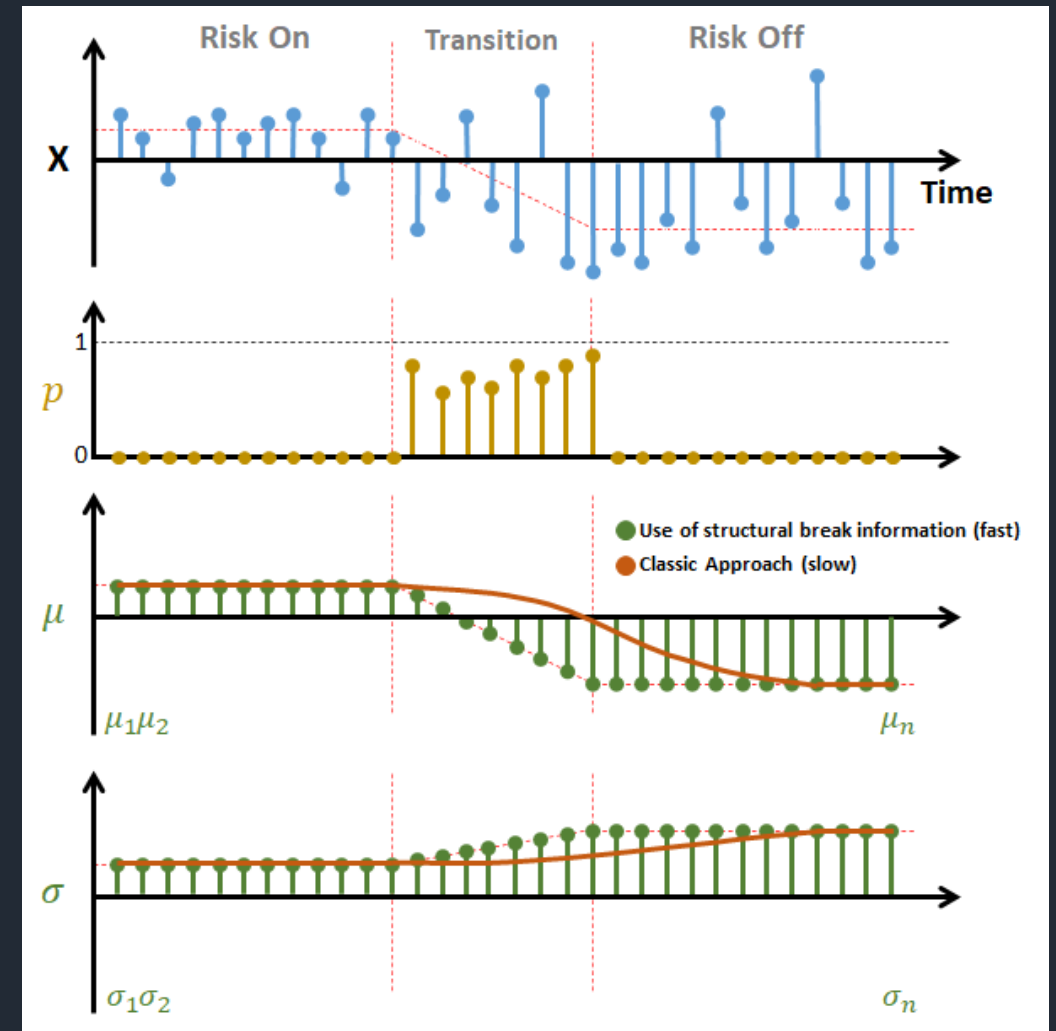 Risk On
Transition
Risk Off
X
Time
1
p
0
Use of structural break information (fast)
Classic Approach (slow)
μ
μ₁μ₂
μₙ
σ
σ₁σ₂
σₙ